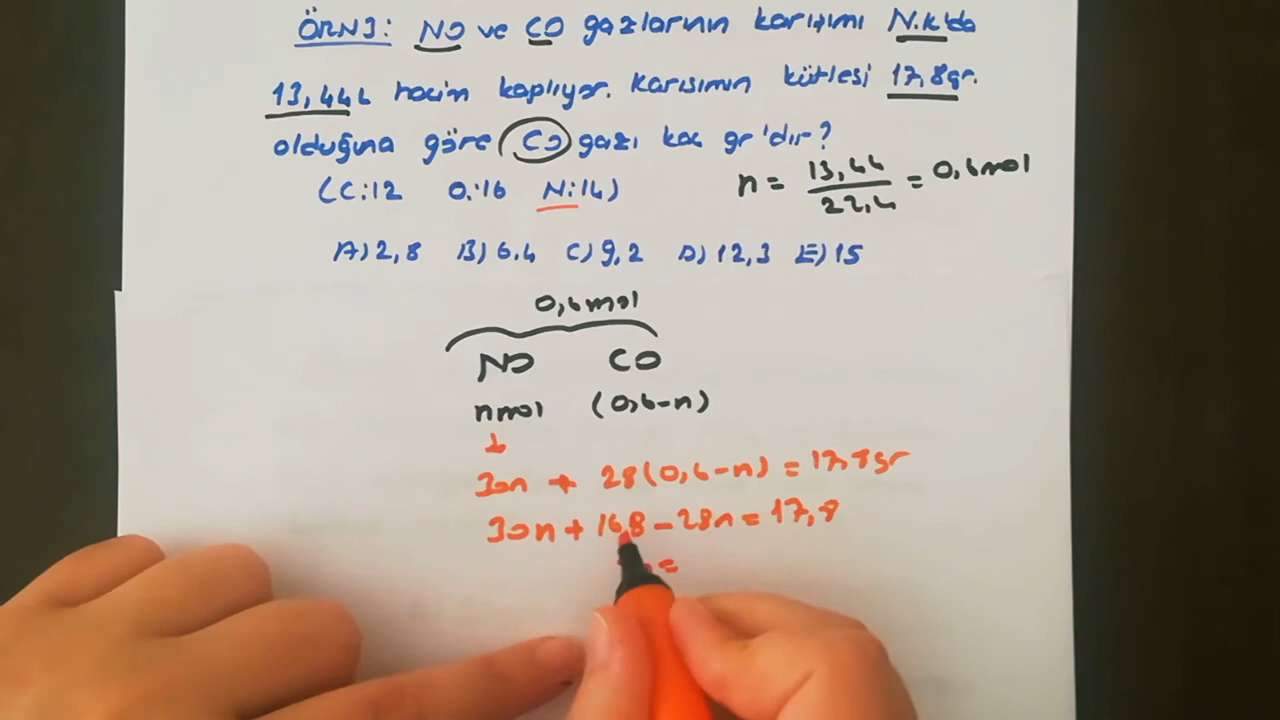 ÖRN3: NO ve CO gazlarının karışımı N.K'da
13,44L hacim kaplıyor. Karışımın kütlesi 17,8gr.
olduğuna göre CO gazı kaç gr'dır?
(C:12 O:16 N:14)
n = 13,44 / 22,4 = 0,6mol
A) 2,8 B) 6.4 C) 9,2 D) 12,3 E) 15
0,6mol
NO CO
nmol (0,6-n)
↓
30n + 28(0,6-n) = 17,8gr
30n + 16,8 - 28n = 17,8
=